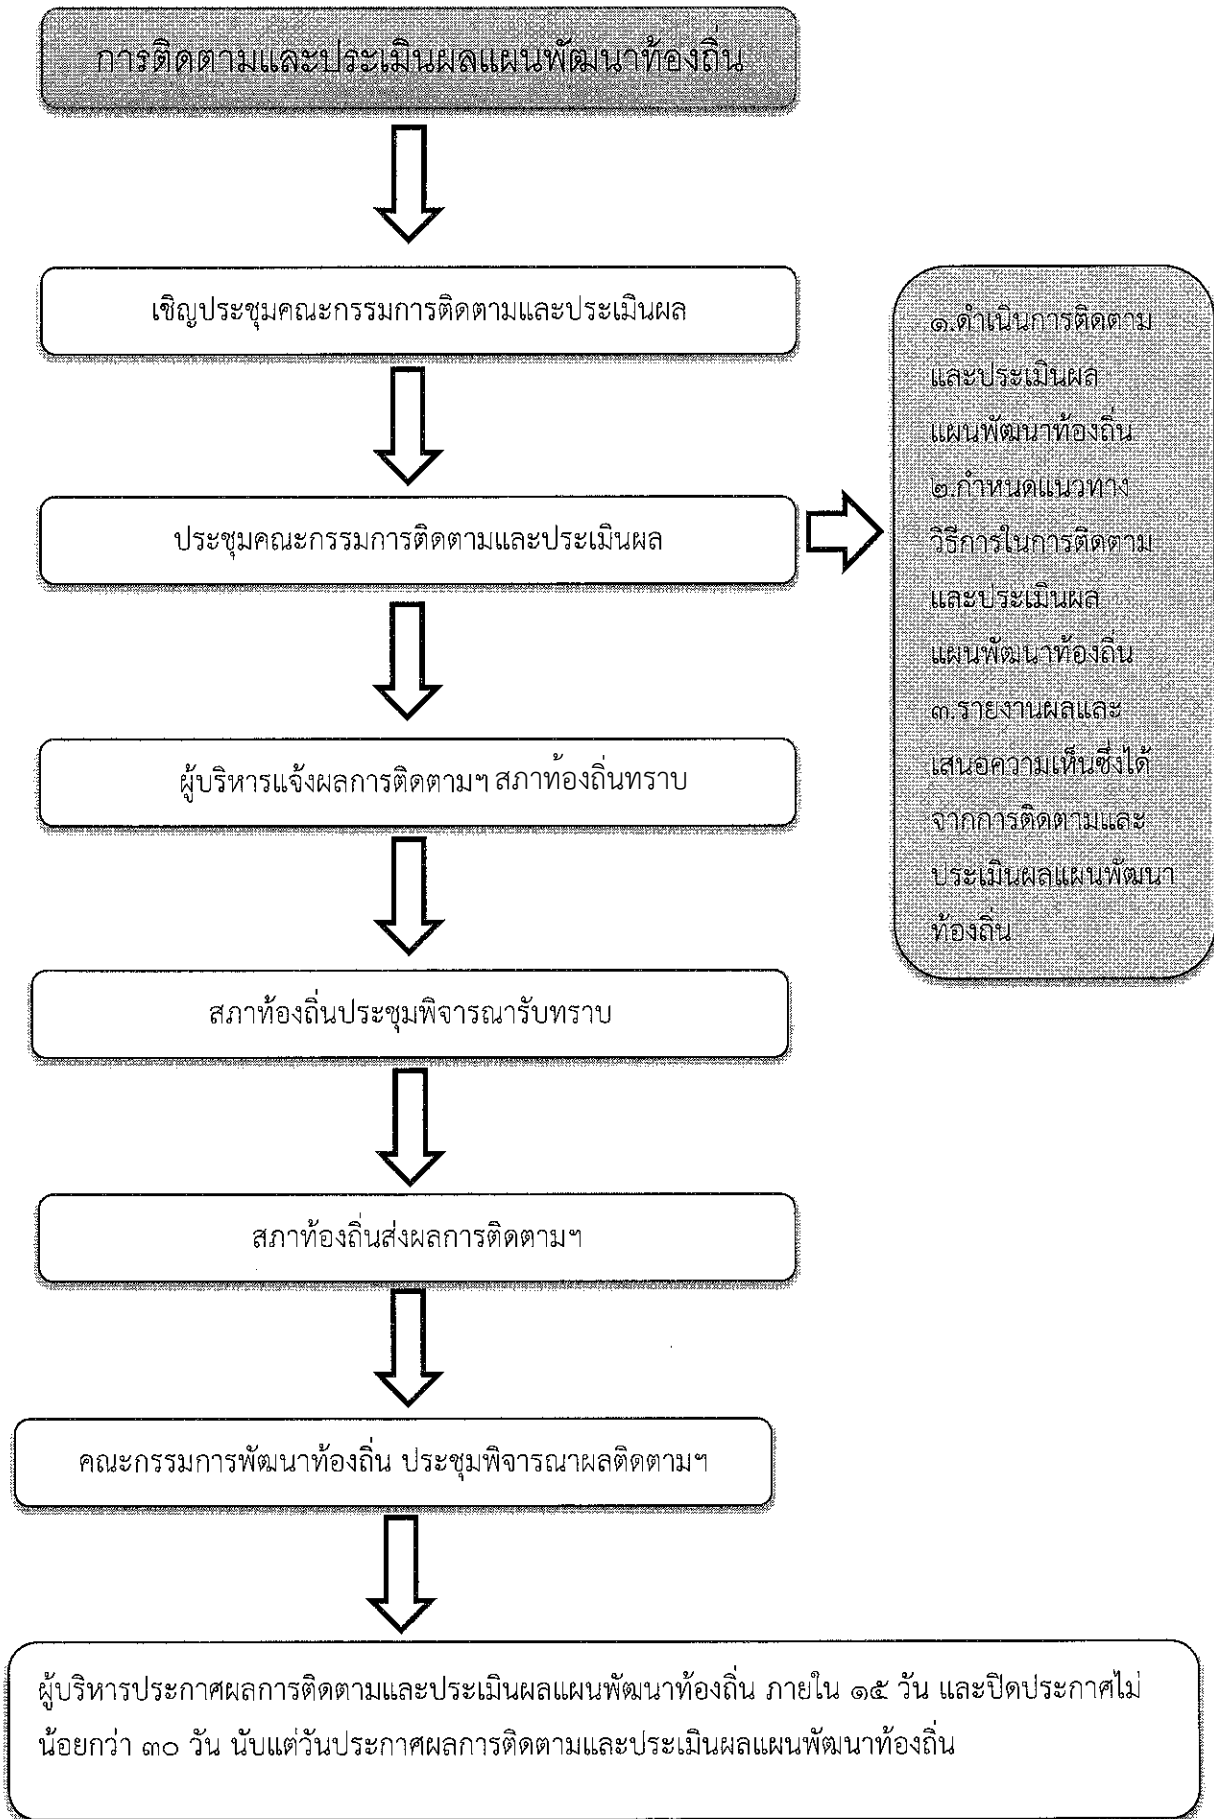 การติดตามและประเมินผลแผนพัฒนาท้องถิ่น
เชิญประชุมคณะกรรมการติดตามและประเมินผล
ประชุมคณะกรรมการติดตามและประเมินผล
๑.ดำเนินการติดตาม
และประเมินผล
แผนพัฒนาท้องถิ่น
๒.กำหนดแนวทาง
วิธีการในการติดตาม
และประเมินผล
แผนพัฒนาท้องถิ่น
๓.รายงานผลและ
เสนอความเห็นซึ่งได้
จากการติดตามและ
ประเมินผลแผนพัฒนา
ท้องถิ่น
ผู้บริหารแจ้งผลการติดตามฯ สภาท้องถิ่นทราบ
สภาท้องถิ่นประชุมพิจารณารับทราบ
สภาท้องถิ่นส่งผลการติดตามฯ
คณะกรรมการพัฒนาท้องถิ่น ประชุมพิจารณาผลติดตามฯ
ผู้บริหารประกาศผลการติดตามและประเมินผลแผนพัฒนาท้องถิ่น ภายใน ๑๕ วัน และปิดประกาศไม่
น้อยกว่า ๓๐ วัน นับแต่วันประกาศผลการติดตามและประเมินผลแผนพัฒนาท้องถิ่น